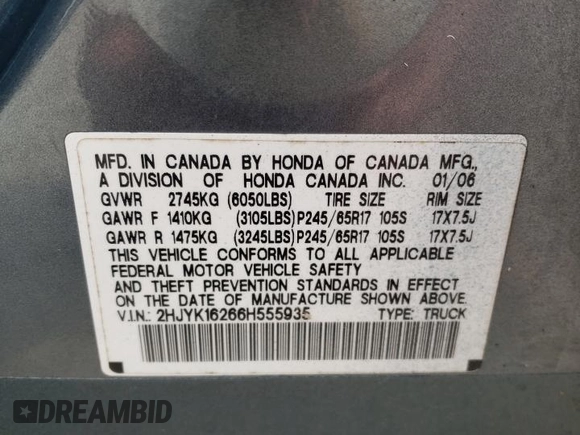 MFD. IN CANADA BY HONDA OF CANADA MFG.,
A DIVISION OF HONDA CANADA INC. 01/06
GVWR 2745KG (6050LBS) TIRE SIZE RIM SIZE
GAWR F 1410KG (3105LBS)P245/65R17 105S 17X7.5J
GAWR R 1475KG (3245LBS)P245/65R17 105S 17X7.5J
THIS VEHICLE CONFORMS TO ALL APPLICABLE
FEDERAL MOTOR VEHICLE SAFETY
AND THEFT PREVENTION STANDARDS IN EFFECT
ON THE DATE OF MANUFACTURE SHOWN ABOVE.
V.I.N.: 2HJYK16266H555935 TYPE: TRUCK
DREAMBID